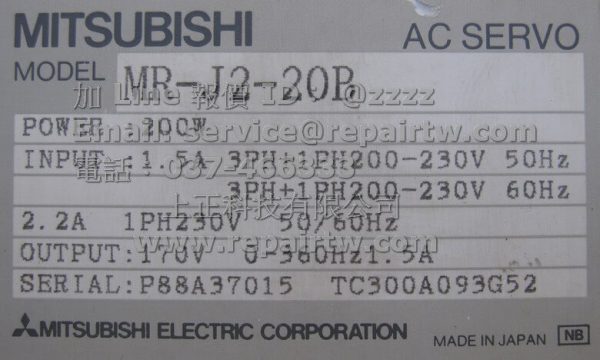 MITSUBISHI AC SERVO
MODEL MR-J2-20B
加 Line 報價 ID : @zzzz
POWER :200W
Email: Service@repairtw.com
INPUT :1.5A 3PH+1PH200-230V 50Hz
電話 : 037-466333
3PH+1PH200-230V 60Hz
上正科技有限公司
2.2A 1PH230V 50/60Hz
www.repairtw.com
OUTPUT:170V 0-360Hz1.5A
SERIAL:P88A37015 TC300A093G52
MITSUBISHI ELECTRIC CORPORATION
MADE IN JAPAN NB